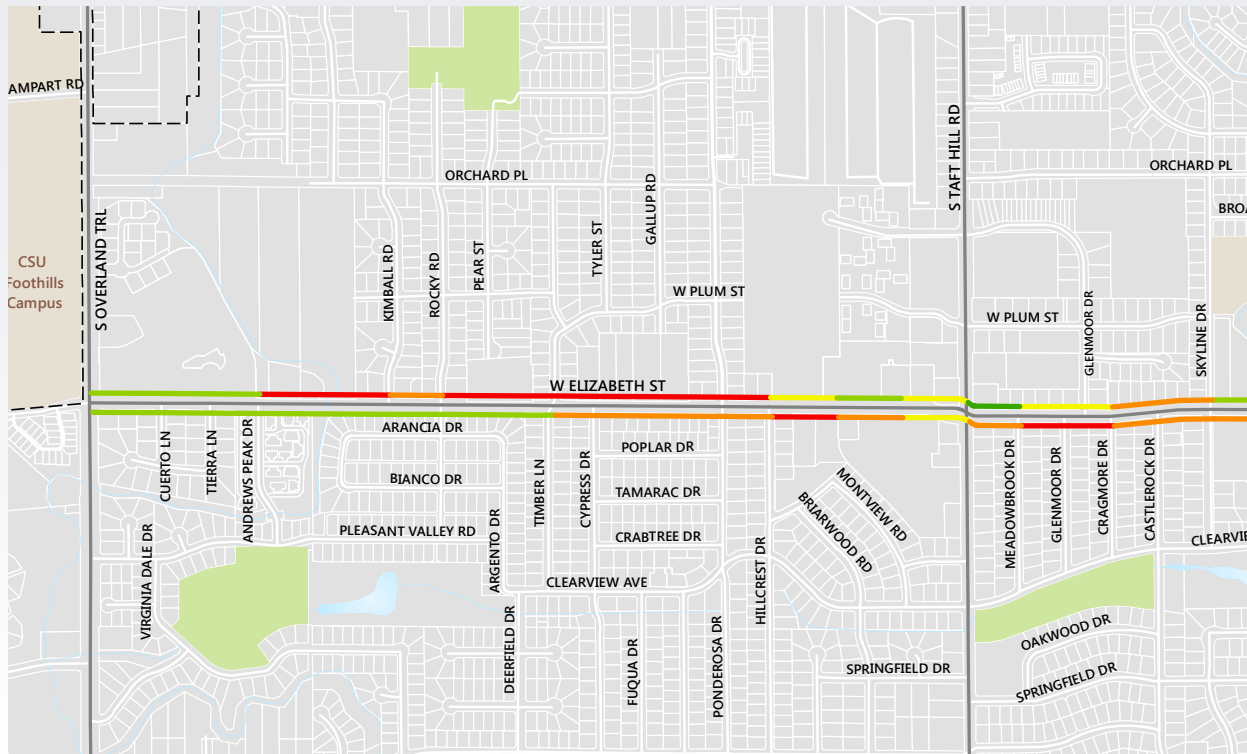 AMPART RD
S TAFT HILL RD
ORCHARD PL
ORCHARD PL
BROA
S OVERLAND TRL
CSU
Foothills
Campus
KIMBALL RD
ROCKY RD
PEAR ST
TYLER ST
GALLUP RD
W PLUM ST
W PLUM ST
GLENMOOR DR
SKYLINE DR
W ELIZABETH ST
CUERTO LN
TIERRA LN
ANDREWS PEAK DR
ARANCIA DR
BIANCO DR
PLEASANT VALLEY RD
ARGENTO DR
TIMBER LN
CYPRESS DR
POPLAR DR
TAMARAC DR
CRABTREE DR
CLEARVIEW AVE
HILLCREST DR
BRIARWOOD RD
MONTVIEW RD
MEADOWBROOK DR
GLENMOOR DR
CRAGMORE DR
CASTLEROCK DR
CLEARVIE
VIRGINIA DALE DR
DEERFIELD DR
FUQUA DR
PONDEROSA DR
SPRINGFIELD DR
OAKWOOD DR
SPRINGFIELD DR